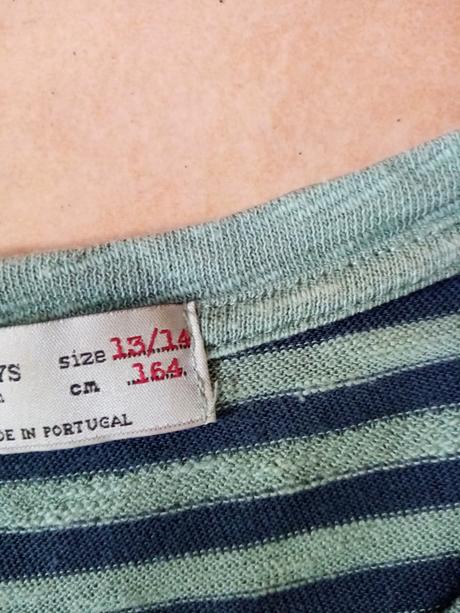 size 13/14
cm 164
IN PORTUGAL